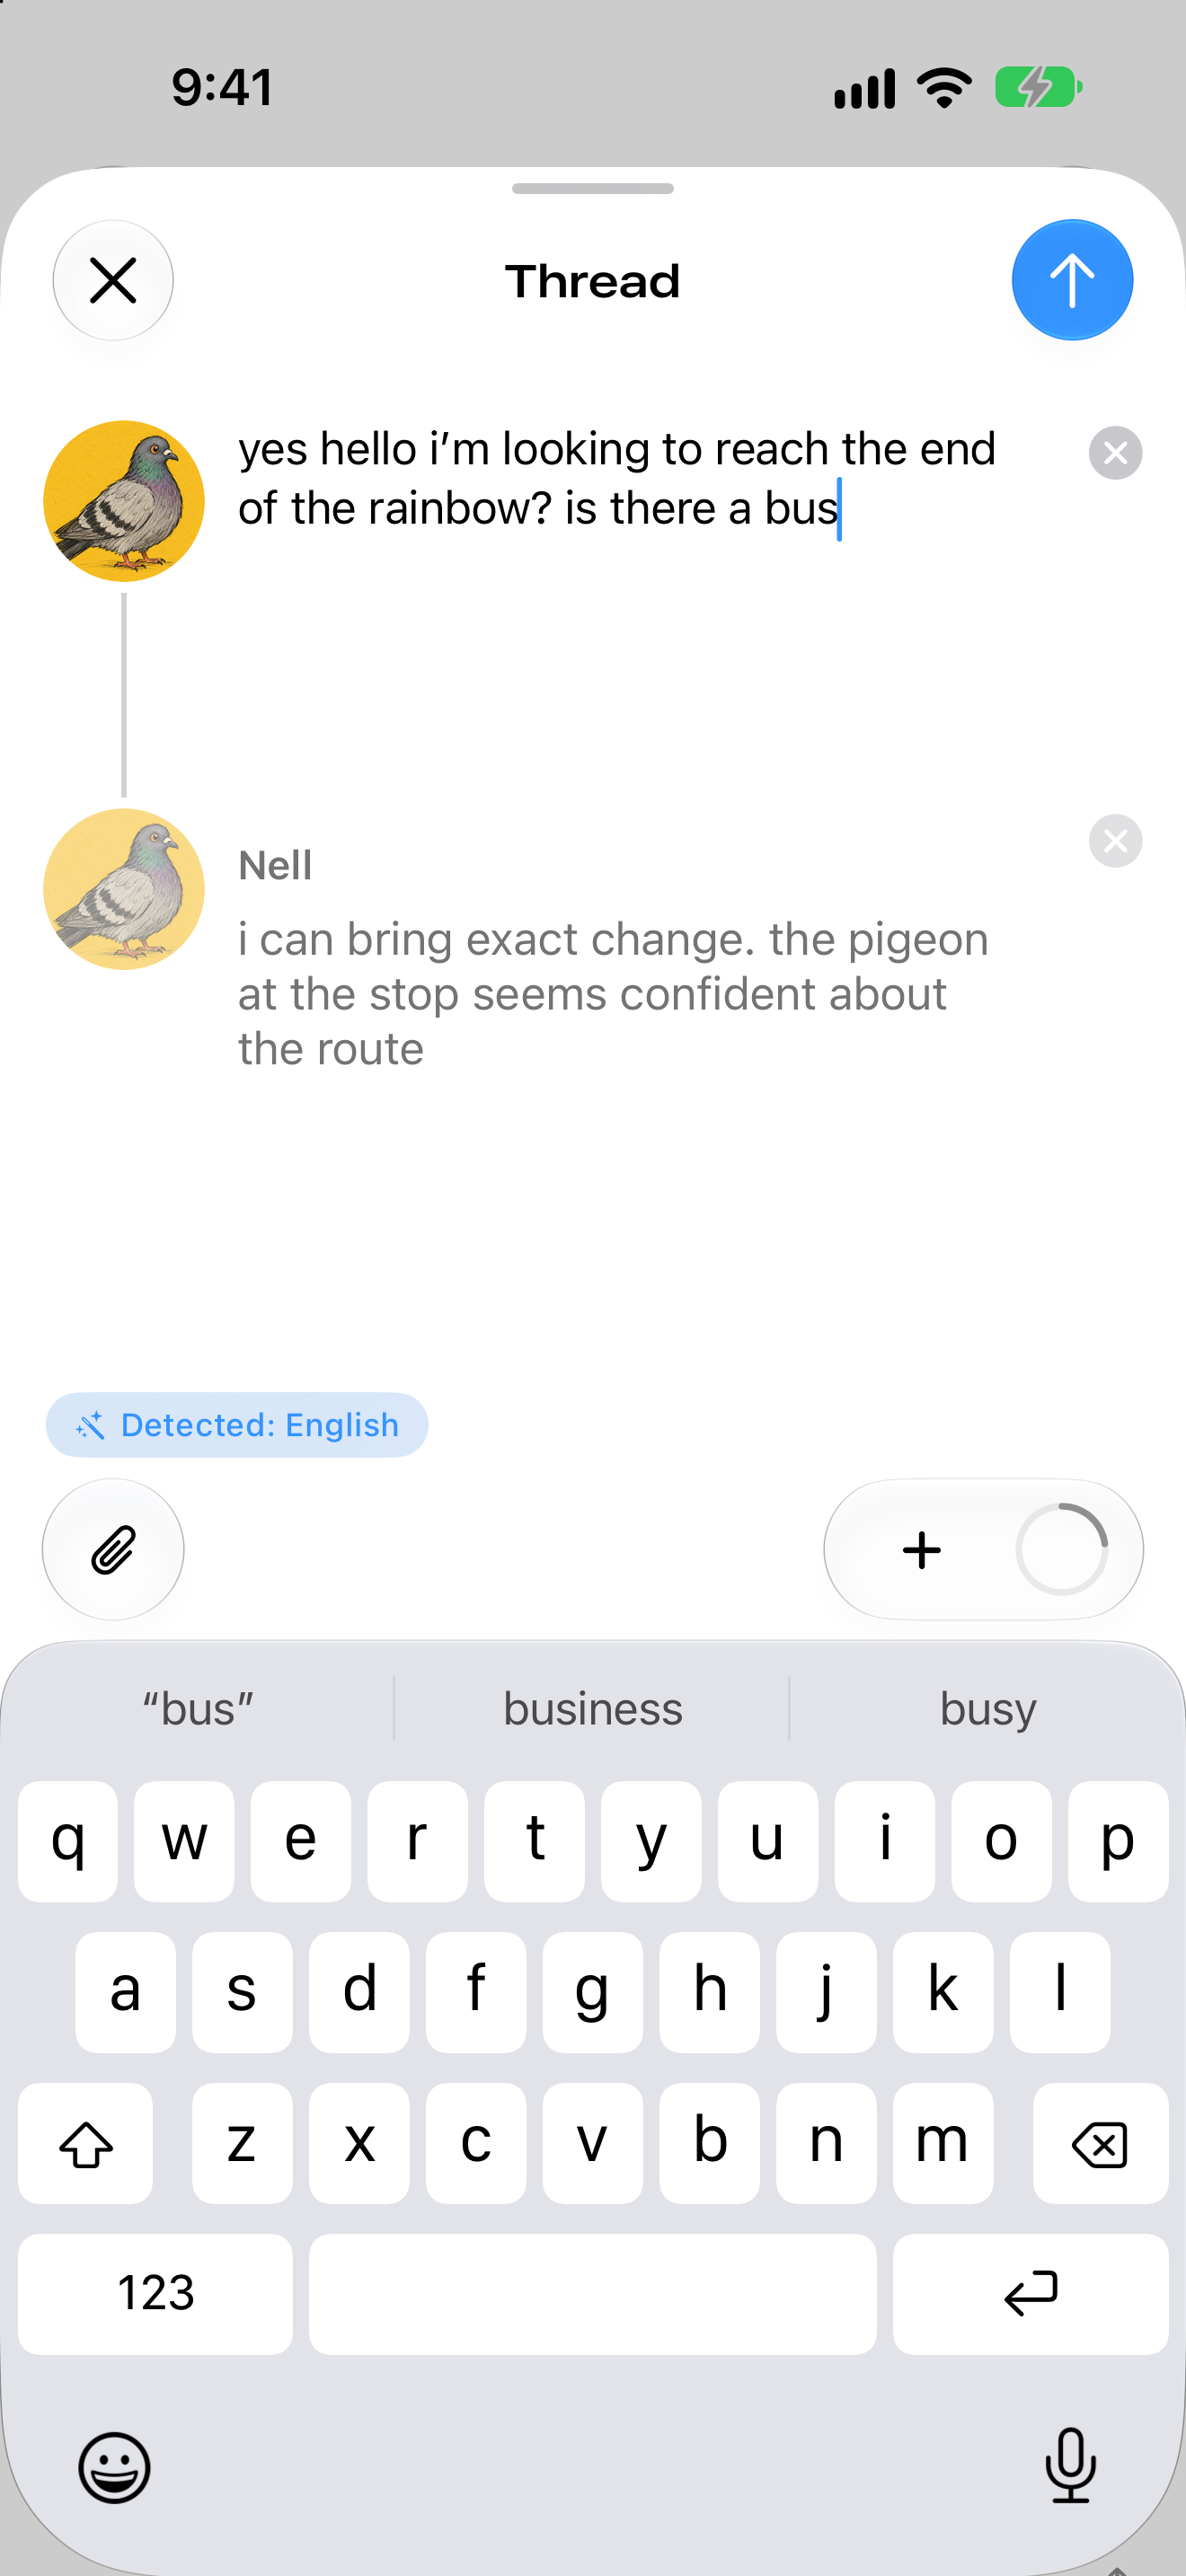 9:41
Thread
yes hello i’m looking to reach the end
of the rainbow? is there a bus
Nell
i can bring exact change. the pigeon
at the stop seems confident about
the route
Detected: English
“bus” business busy
q w e r t y u i o p
a s d f g h j k l
z x c v b n m
123